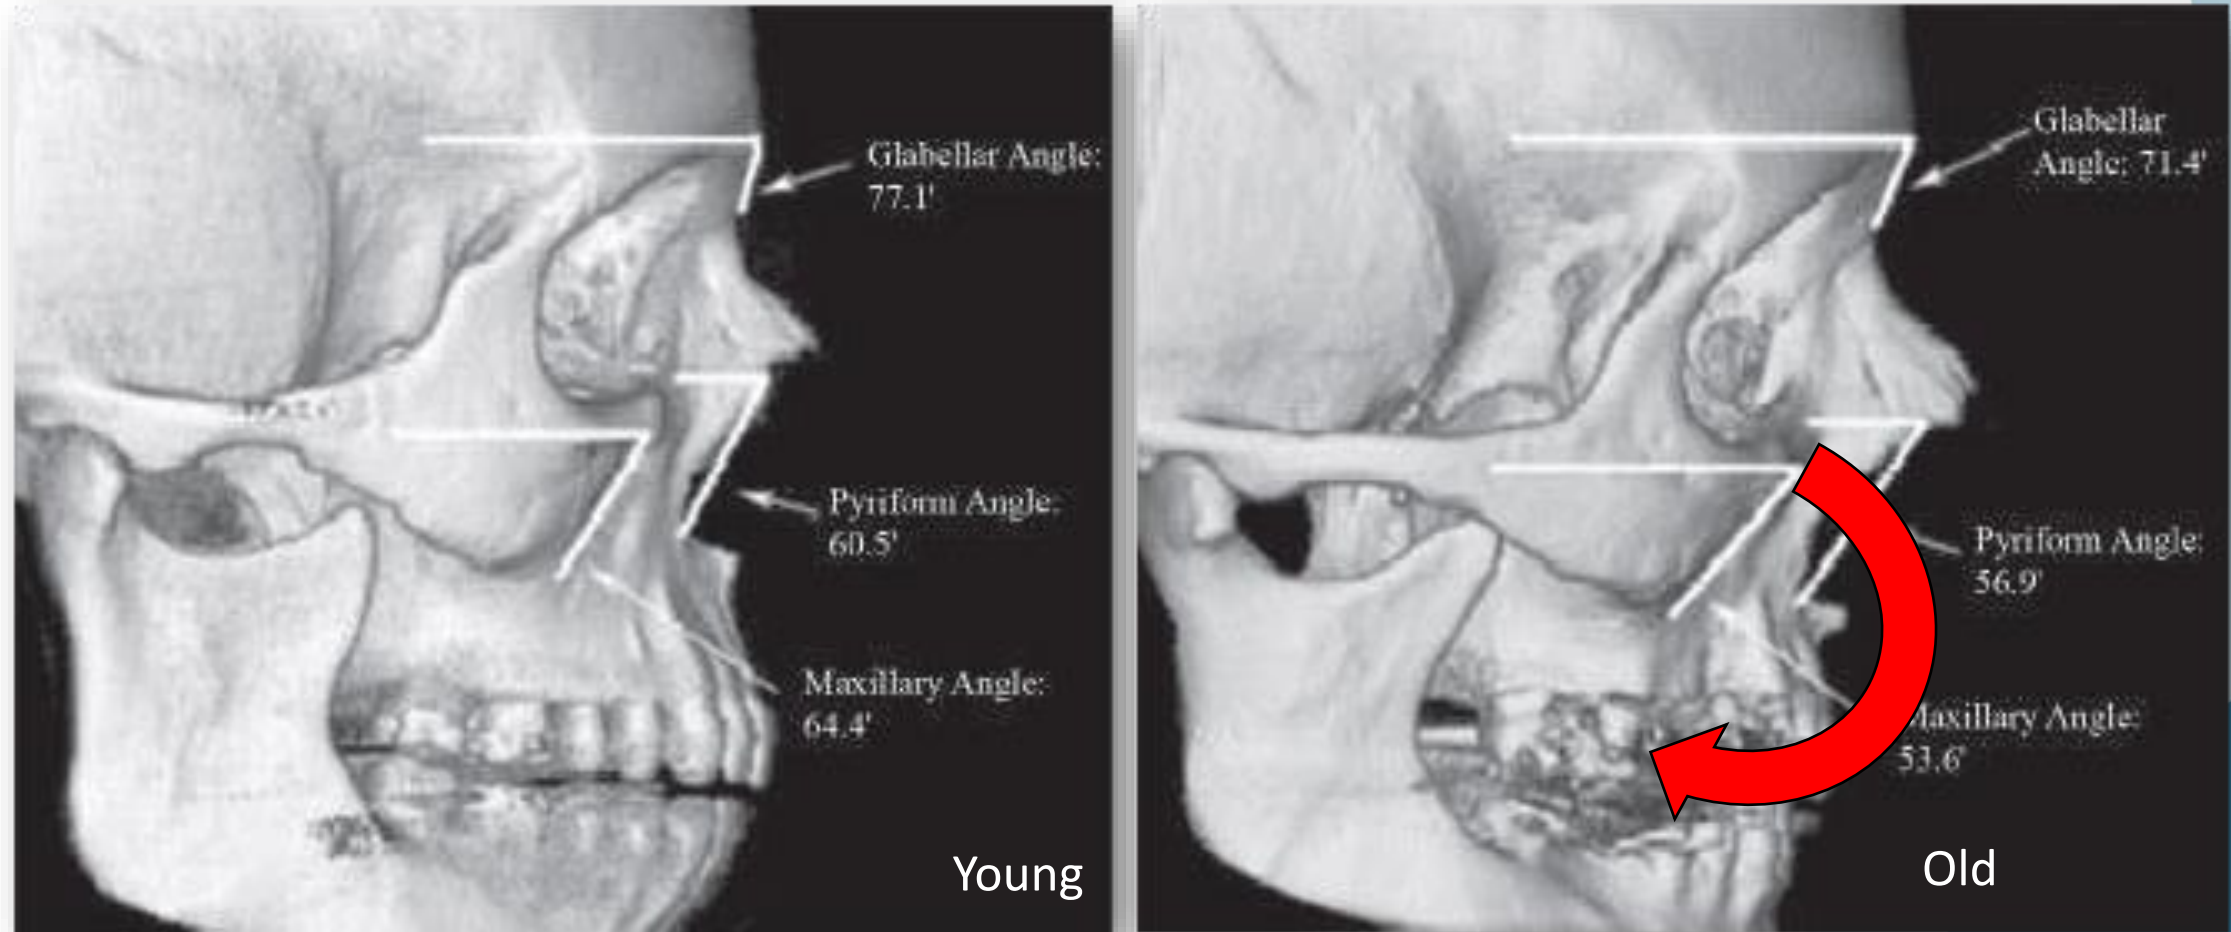 Glabellar Angle:
77.1'
Pyriform Angle:
60.5'
Maxillary Angle:
64.4'
Young
Glabellar
Angle: 71.4'
Pyriform Angle:
56.9'
Maxillary Angle:
53.6'
Old